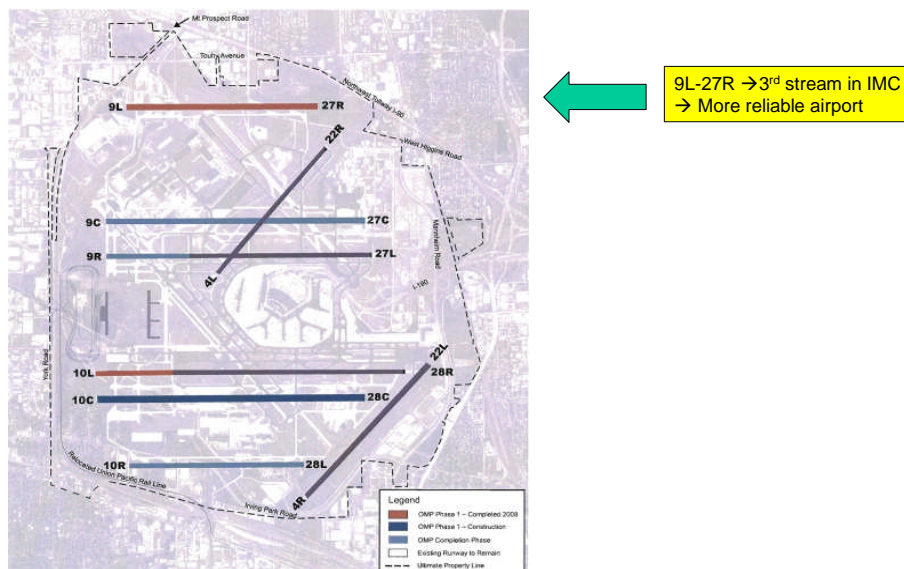 Mt Prospect Road
Touhy Avenue
Northwest Tollway I-90
9L
27R
22R
West Higgins Road
9C
27C
Mannheim Road
9R
27L
4L
I-190
York Road
22L
10L
28R
10C
28C
10R
28L
4R
Relocated Union Pacific Rail Line
Irving Park Road
Legend
OMP Phase 1 – Completed 2008
OMP Phase 1 – Construction
OMP Completion Phase
Existing Runway to Remain
Ultimate Property Line
9L-27R →3rd stream in IMC
→ More reliable airport